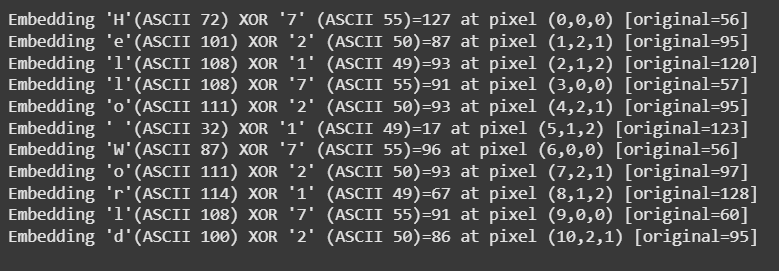 Embedding 'H'(ASCII 72) XOR '7' (ASCII 55)=127 at pixel (0,0,0) [original=56]
Embedding 'e'(ASCII 101) XOR '2' (ASCII 50)=87 at pixel (1,2,1) [original=95]
Embedding 'l'(ASCII 108) XOR '1' (ASCII 49)=93 at pixel (2,1,2) [original=120]
Embedding 'l'(ASCII 108) XOR '7' (ASCII 55)=91 at pixel (3,0,0) [original=57]
Embedding 'o'(ASCII 111) XOR '2' (ASCII 50)=93 at pixel (4,2,1) [original=95]
Embedding ' '(ASCII 32) XOR '1' (ASCII 49)=17 at pixel (5,1,2) [original=123]
Embedding 'W'(ASCII 87) XOR '7' (ASCII 55)=96 at pixel (6,0,0) [original=56]
Embedding 'o'(ASCII 111) XOR '2' (ASCII 50)=93 at pixel (7,2,1) [original=97]
Embedding 'r'(ASCII 114) XOR '1' (ASCII 49)=67 at pixel (8,1,2) [original=128]
Embedding 'l'(ASCII 108) XOR '7' (ASCII 55)=91 at pixel (9,0,0) [original=60]
Embedding 'd'(ASCII 100) XOR '2' (ASCII 50)=86 at pixel (10,2,1) [original=95]